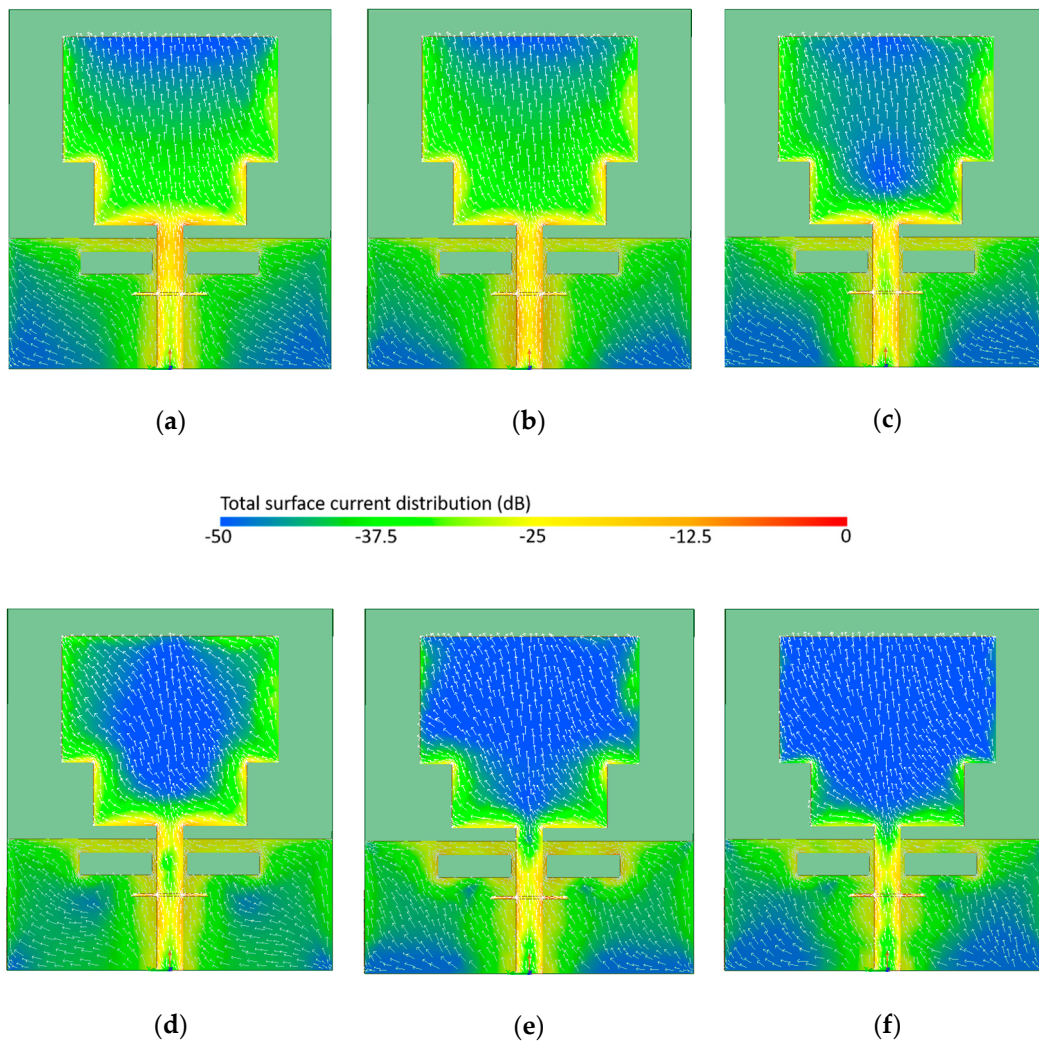 (a) (b) (c)
Total surface current distribution (dB)
-50 -37.5 -25 -12.5 0
(d) (e) (f)